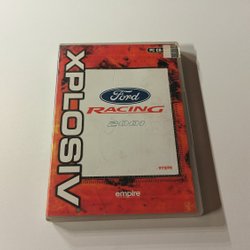 PC CD
XPLOSIV
Ford
RACING
2001
empire